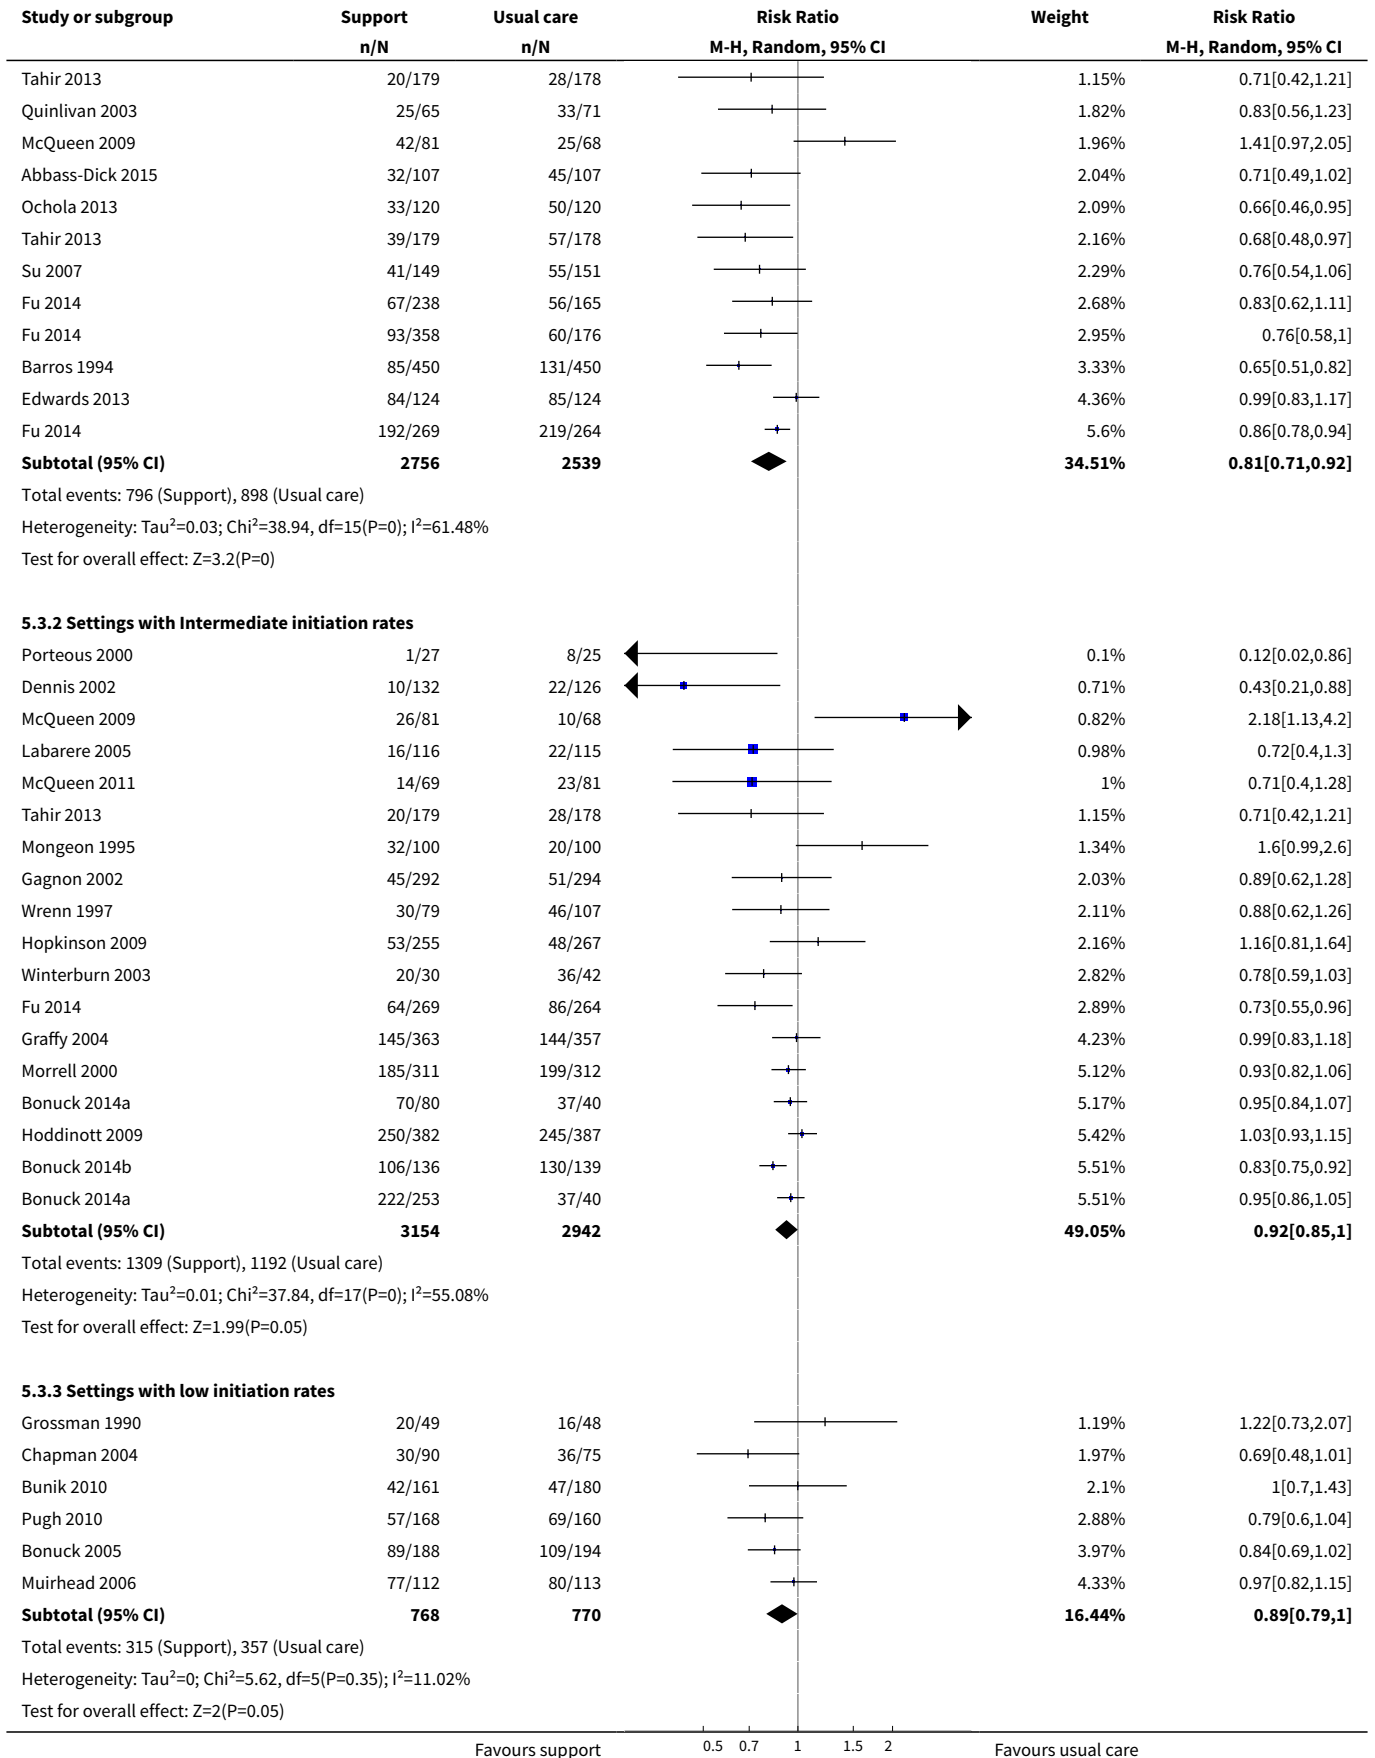 Study or subgroup Support Usual care Risk Ratio Weight Risk Ratio
n/N n/N M-H, Random, 95% CI M-H, Random, 95% CI
Tahir 2013 20/179 28/178 1.15% 0.71[0.42,1.21]
Quinlivan 2003 25/65 33/71 1.82% 0.83[0.56,1.23]
McQueen 2009 42/81 25/68 1.96% 1.41[0.97,2.05]
Abbass-Dick 2015 32/107 45/107 2.04% 0.71[0.49,1.02]
Ochola 2013 33/120 50/120 2.09% 0.66[0.46,0.95]
Tahir 2013 39/179 57/178 2.16% 0.68[0.48,0.97]
Su 2007 41/149 55/151 2.29% 0.76[0.54,1.06]
Fu 2014 67/238 56/165 2.68% 0.83[0.62,1.11]
Fu 2014 93/358 60/176 2.95% 0.76[0.58,1]
Barros 1994 85/450 131/450 3.33% 0.65[0.51,0.82]
Edwards 2013 84/124 85/124 4.36% 0.99[0.83,1.17]
Fu 2014 192/269 219/264 5.6% 0.86[0.78,0.94]
Subtotal (95% CI) 2756 2539 34.51% 0.81[0.71,0.92]
Total events: 796 (Support), 898 (Usual care)
Heterogeneity: Tau²=0.03; Chi²=38.94, df=15(P=0); I²=61.48%
Test for overall effect: Z=3.2(P=0)
5.3.2 Settings with Intermediate initiation rates
Porteous 2000 1/27 8/25 0.1% 0.12[0.02,0.86]
Dennis 2002 10/132 22/126 0.71% 0.43[0.21,0.88]
McQueen 2009 26/81 10/68 0.82% 2.18[1.13,4.2]
Labarere 2005 16/116 22/115 0.98% 0.72[0.4,1.3]
McQueen 2011 14/69 23/81 1% 0.71[0.4,1.28]
Tahir 2013 20/179 28/178 1.15% 0.71[0.42,1.21]
Mongeon 1995 32/100 20/100 1.34% 1.6[0.99,2.6]
Gagnon 2002 45/292 51/294 2.03% 0.89[0.62,1.28]
Wrenn 1997 30/79 46/107 2.11% 0.88[0.62,1.26]
Hopkinson 2009 53/255 48/267 2.16% 1.16[0.81,1.64]
Winterburn 2003 20/30 36/42 2.82% 0.78[0.59,1.03]
Fu 2014 64/269 86/264 2.89% 0.73[0.55,0.96]
Graffy 2004 145/363 144/357 4.23% 0.99[0.83,1.18]
Morrell 2000 185/311 199/312 5.12% 0.93[0.82,1.06]
Bonuck 2014a 70/80 37/40 5.17% 0.95[0.84,1.07]
Hoddinott 2009 250/382 245/387 5.42% 1.03[0.93,1.15]
Bonuck 2014b 106/136 130/139 5.51% 0.83[0.75,0.92]
Bonuck 2014a 222/253 37/40 5.51% 0.95[0.86,1.05]
Subtotal (95% CI) 3154 2942 49.05% 0.92[0.85,1]
Total events: 1309 (Support), 1192 (Usual care)
Heterogeneity: Tau²=0.01; Chi²=37.84, df=17(P=0); I²=55.08%
Test for overall effect: Z=1.99(P=0.05)
5.3.3 Settings with low initiation rates
Grossman 1990 20/49 16/48 1.19% 1.22[0.73,2.07]
Chapman 2004 30/90 36/75 1.97% 0.69[0.48,1.01]
Bunik 2010 42/161 47/180 2.1% 1[0.7,1.43]
Pugh 2010 57/168 69/160 2.88% 0.79[0.6,1.04]
Bonuck 2005 89/188 109/194 3.97% 0.84[0.69,1.02]
Muirhead 2006 77/112 80/113 4.33% 0.97[0.82,1.15]
Subtotal (95% CI) 768 770 16.44% 0.89[0.79,1]
Total events: 315 (Support), 357 (Usual care)
Heterogeneity: Tau²=0; Chi²=5.62, df=5(P=0.35); I²=11.02%
Test for overall effect: Z=2(P=0.05)
Favours support 0.5 0.7 1 1.5 2 Favours usual care